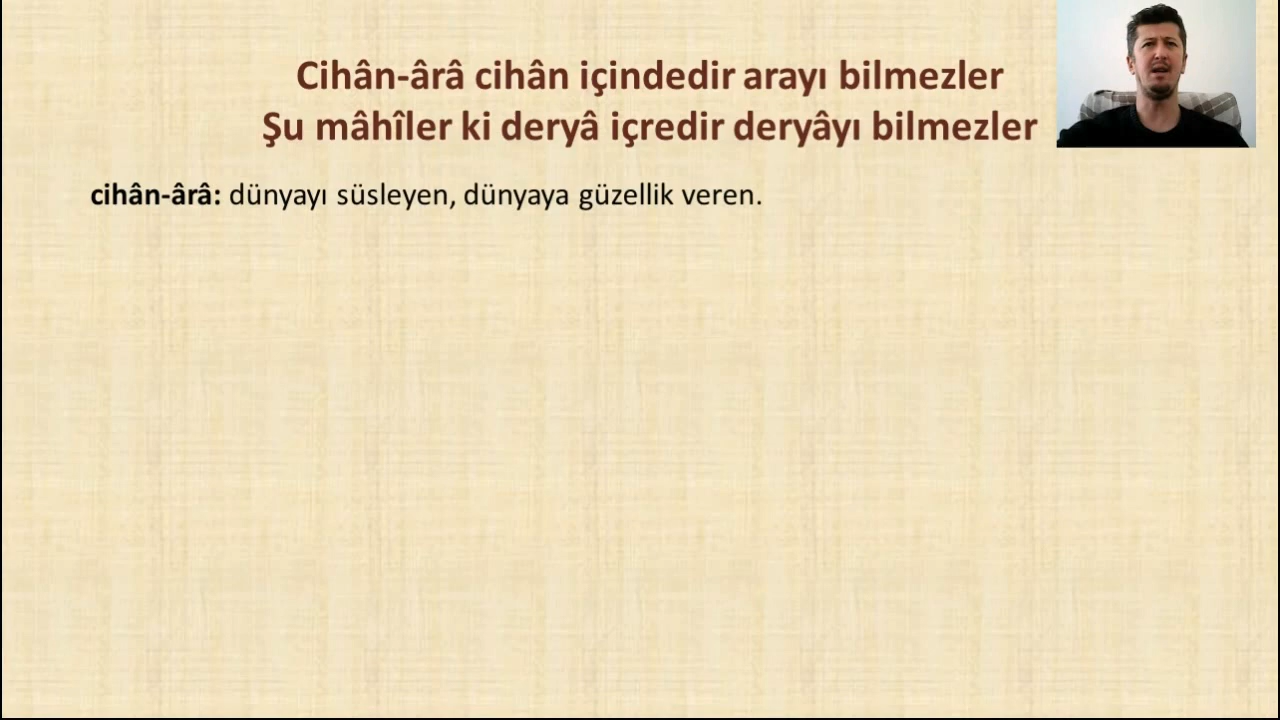 Cihân-ârâ cihân içindedir arayı bilmezler
Şu mâhîler ki deryâ içredir deryâyı bilmezler
cihân-ârâ: dünyayı süsleyen, dünyaya güzellik veren.